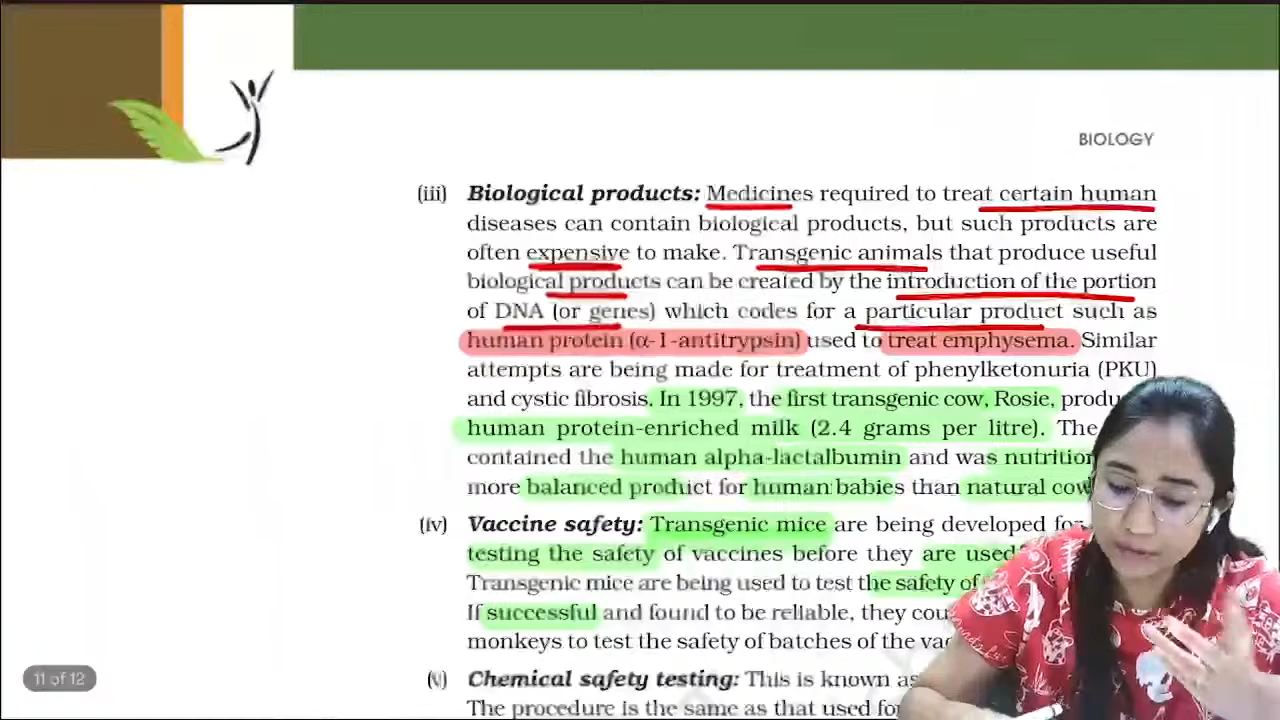 BIOLOGY
(iii) Biological products: Medicines required to treat certain human
diseases can contain biological products, but such products are
often expensive to make. Transgenic animals that produce useful
biological products can be created by the introduction of the portion
of DNA (or genes) which codes for a particular product such as
human protein (α-1-antitrypsin) used to treat emphysema. Similar
attempts are being made for treatment of phenylketonuria (PKU)
and cystic fibrosis. In 1997, the first transgenic cow, Rosie,
human protein-enriched milk (2.4 grams per litre). The
contained the human alpha-lactalbumin and was
more balanced product for human babies than natural
(iv) Vaccine safety: Transgenic mice are being developed
testing the safety of vaccines before they are used
Transgenic mice are being used to test the safety of
If successful and found to be reliable, they
monkeys to test the safety of batches of the
(v) Chemical safety testing: This is known as
The procedure is the same as that used
11 of 12